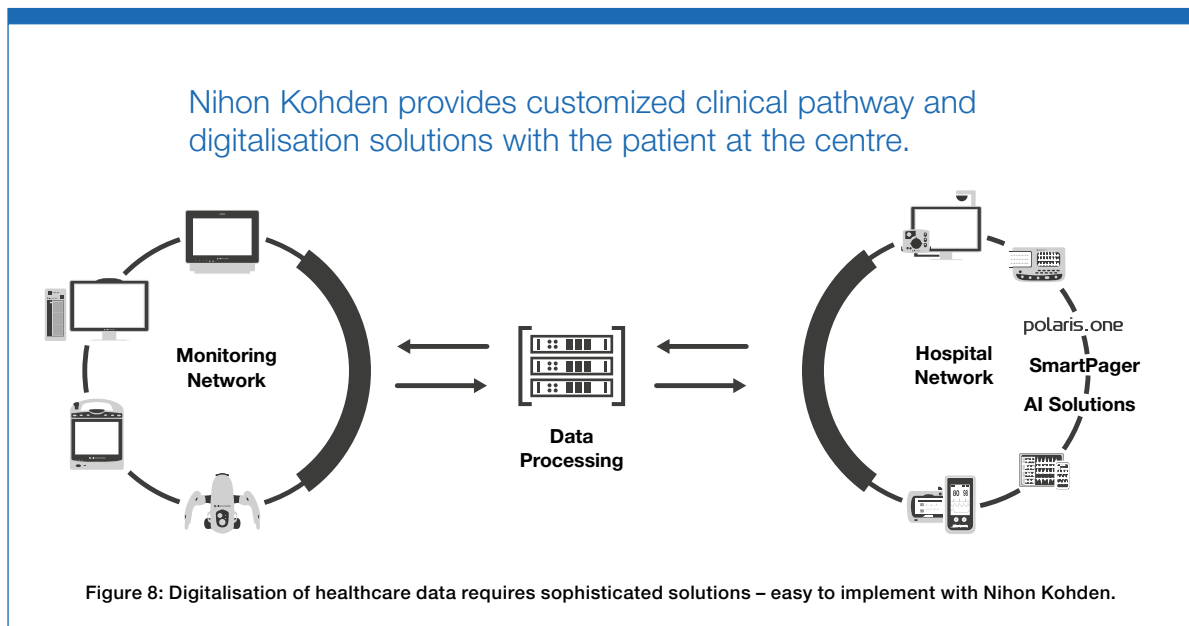 Nihon Kohden provides customized clinical pathway and
digitalisation solutions with the patient at the centre.
Monitoring
Network
Data
Processing
Hospital
Network
polaris.one
SmartPager
AI Solutions
80 98
Figure 8: Digitalisation of healthcare data requires sophisticated solutions – easy to implement with Nihon Kohden.